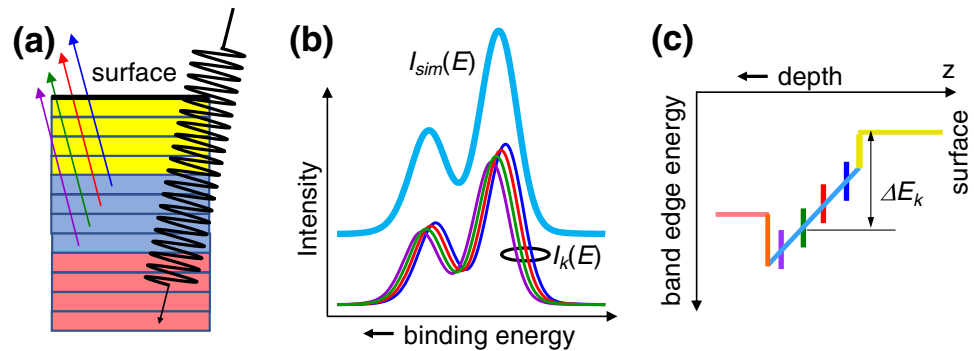 (a)
surface
(b)
I_sim(E)
Intensity
I_k(E)
binding energy
(c)
depth
z
band edge energy
surface
ΔE_k